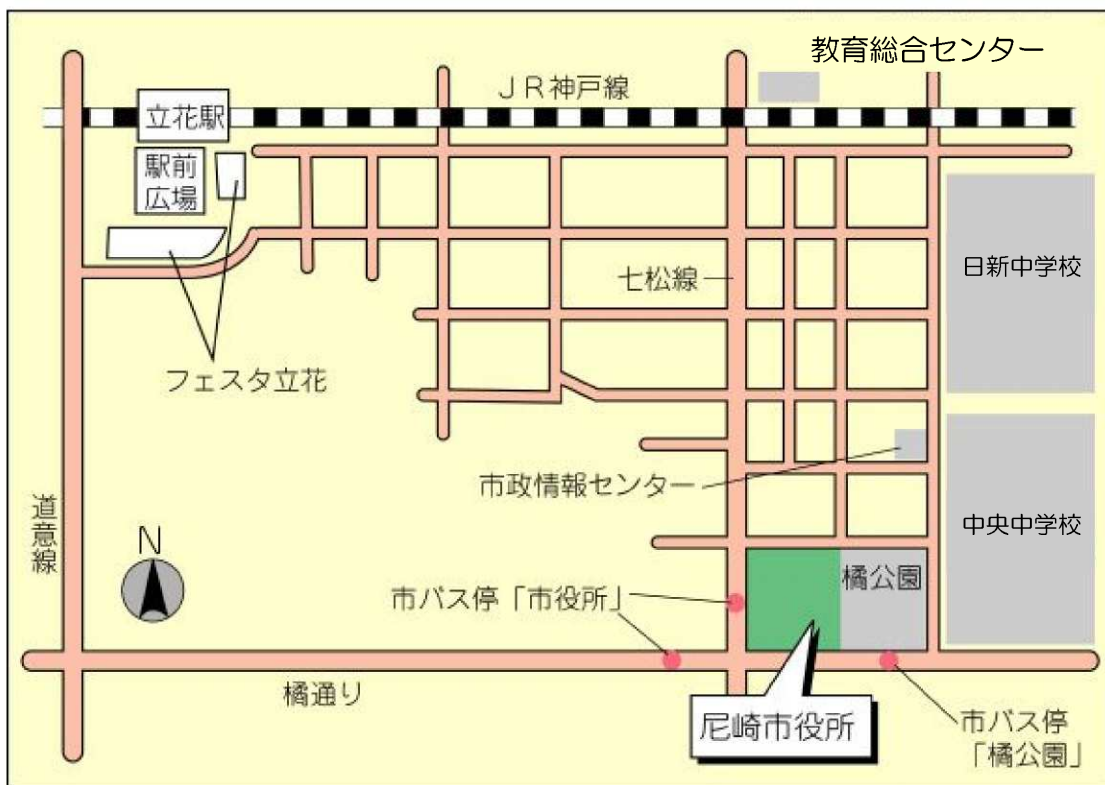 教育総合センター
ＪＲ神戸線
立花駅
駅前
広場
七松線
日新中学校
フェスタ立花
市政情報センター
道意線
中央中学校
N
橘公園
市バス停「市役所」
橘通り
尼崎市役所
市バス停
「橘公園」